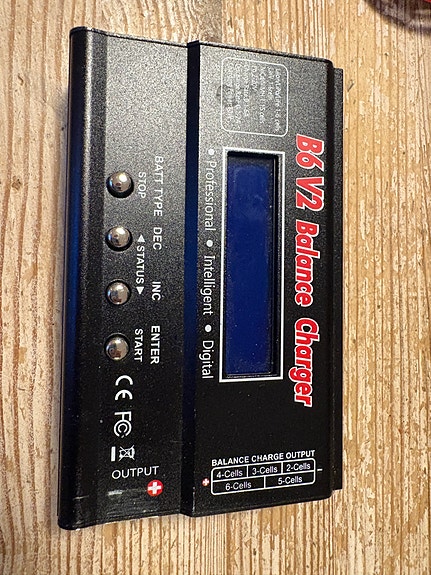 B6 V2 Balance Charger
• Professional • Intelligent • Digital
BATT TYPE
STOP
DEC
INC
◄ STATUS ►
ENTER
START
CE FC
OUTPUT
BALANCE CHARGE OUTPUT
4-Cells 3-Cells 2-Cells
6-Cells 5-Cells